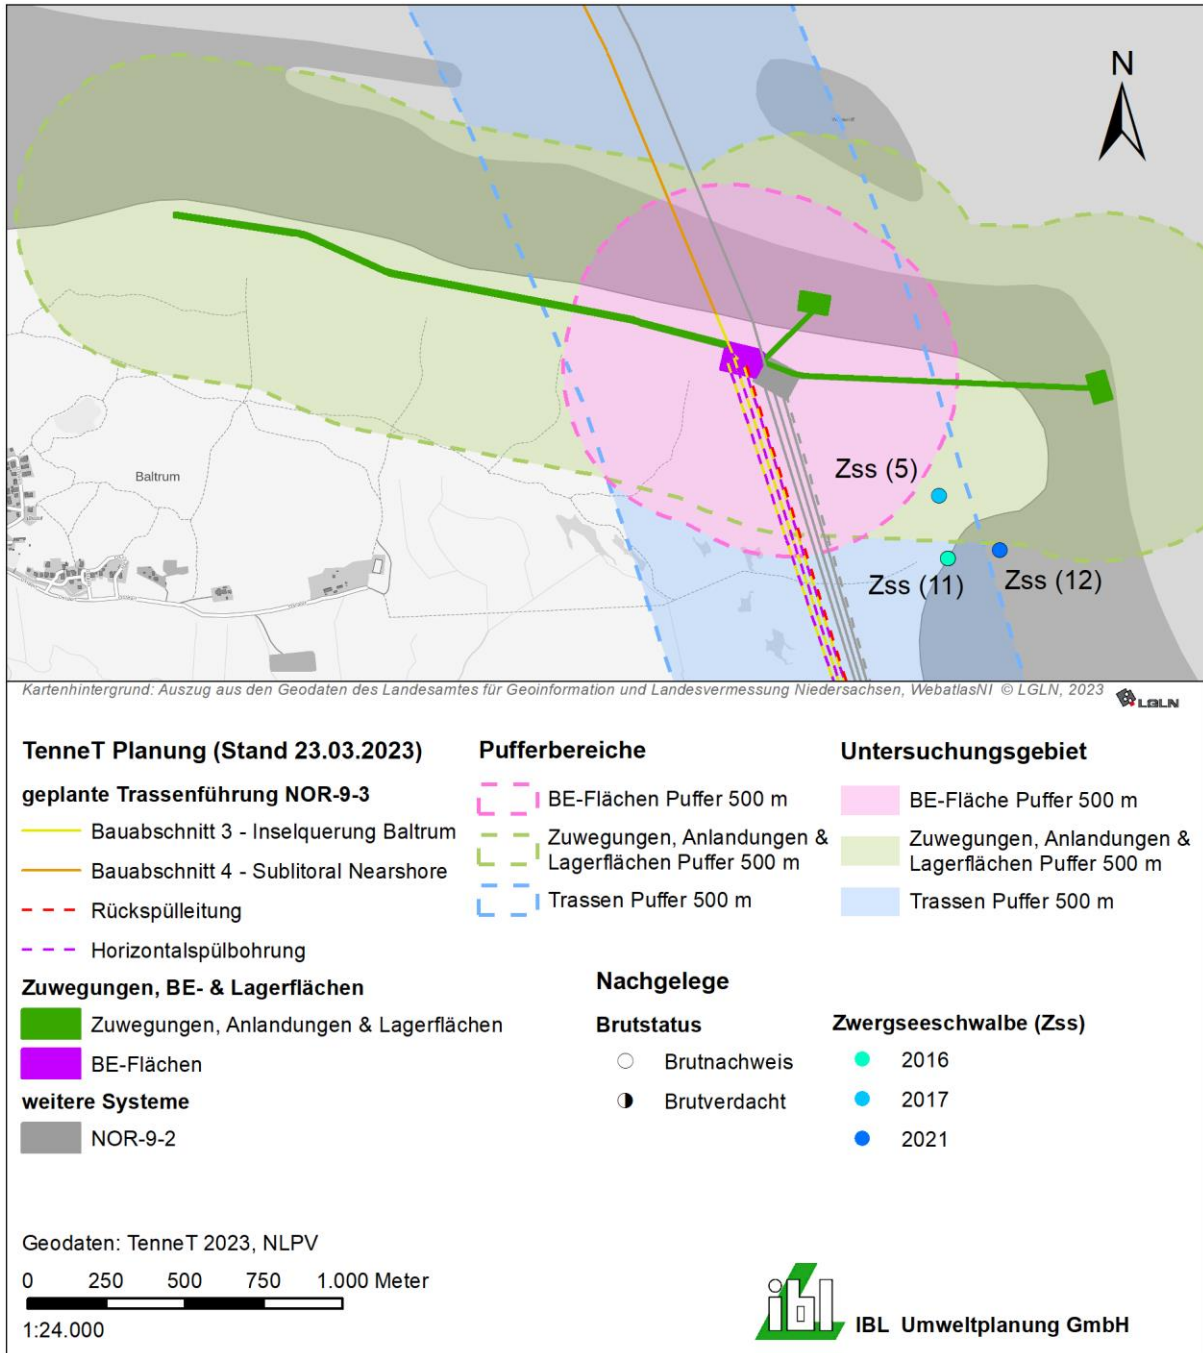 N
Baltrum
Zss (5)
Zss (11)
Zss (12)
Kartenhintergrund: Auszug aus den Geodaten des Landesamtes für Geoinformation und Landesvermessung Niedersachsen, WebatlasNI © LGLN, 2023
LGLN
TenneT Planung (Stand 23.03.2023)
geplante Trassenführung NOR-9-3
Bauabschnitt 3 - Inselquerung Baltrum
Bauabschnitt 4 - Sublitoral Nearshore
Rückspülleitung
Horizontalspülbohrung
Zuwegungen, BE- & Lagerflächen
Zuwegungen, Anlandungen & Lagerflächen
BE-Flächen
weitere Systeme
NOR-9-2
Pufferbereiche
BE-Flächen Puffer 500 m
Zuwegungen, Anlandungen &
Lagerflächen Puffer 500 m
Trassen Puffer 500 m
Untersuchungsgebiet
BE-Fläche Puffer 500 m
Zuwegungen, Anlandungen &
Lagerflächen Puffer 500 m
Trassen Puffer 500 m
Nachgelege
Brutstatus
Brutnachweis
Brutverdacht
Zwergseeschwalbe (Zss)
2016
2017
2021
Geodaten: TenneT 2023, NLPV
0 250 500 750 1.000 Meter
1:24.000
ibl
IBL Umweltplanung GmbH